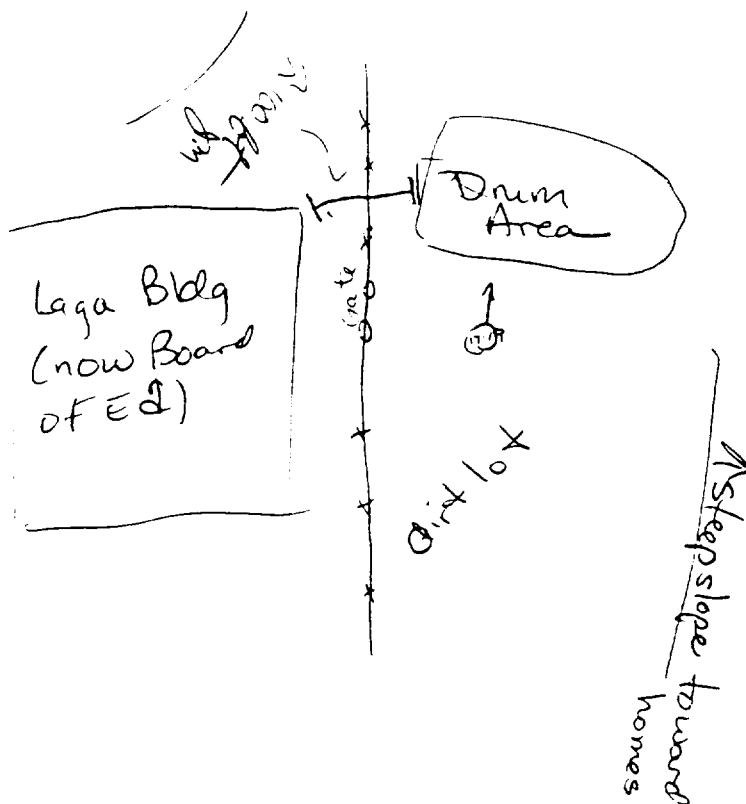 Drum
Area
Laga Bldg
(now Board
of Ed)
Gate
Dirt lot
steep slope toward
homes